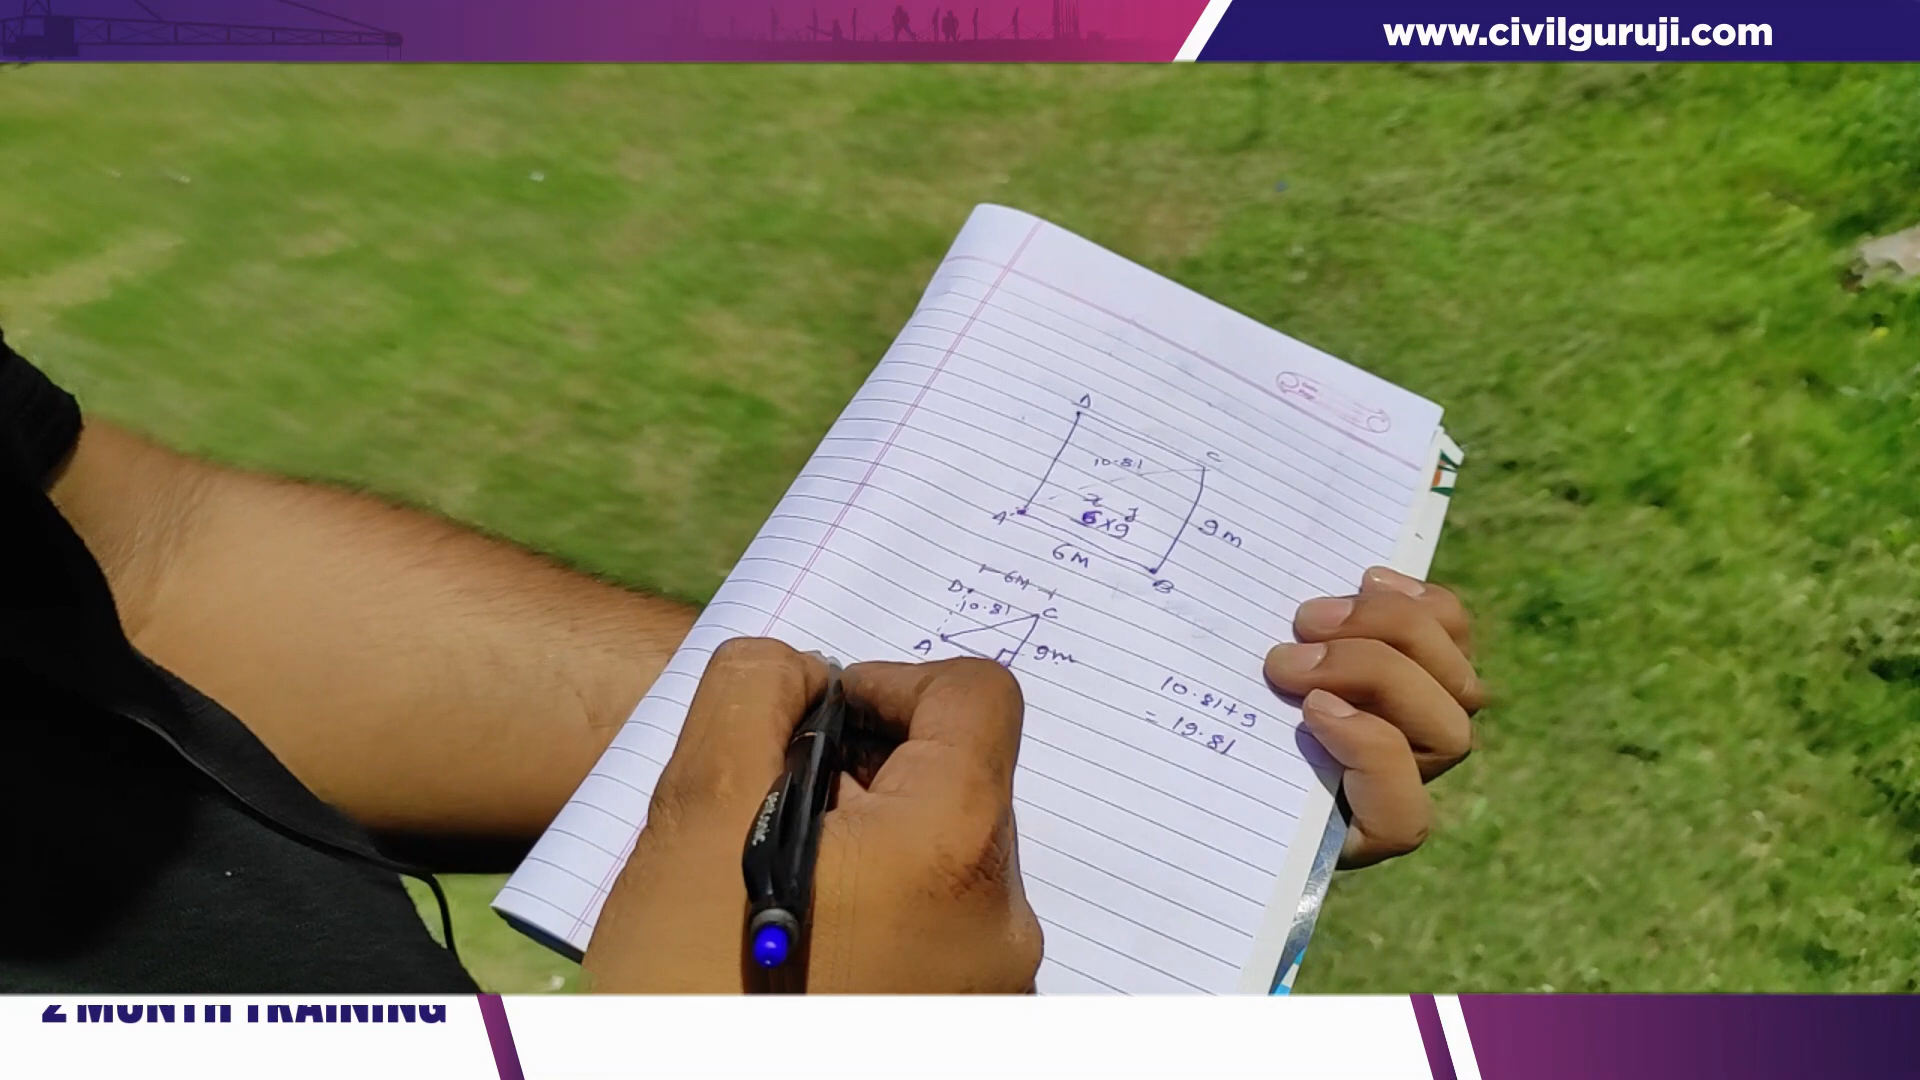 www.civilguruji.com
D
C
10.81
x y
6x9
A
9m
6m
B
6m
D
10.81
C
A
9m
10.81+9
= 19.81
2 MONTH TRAINING